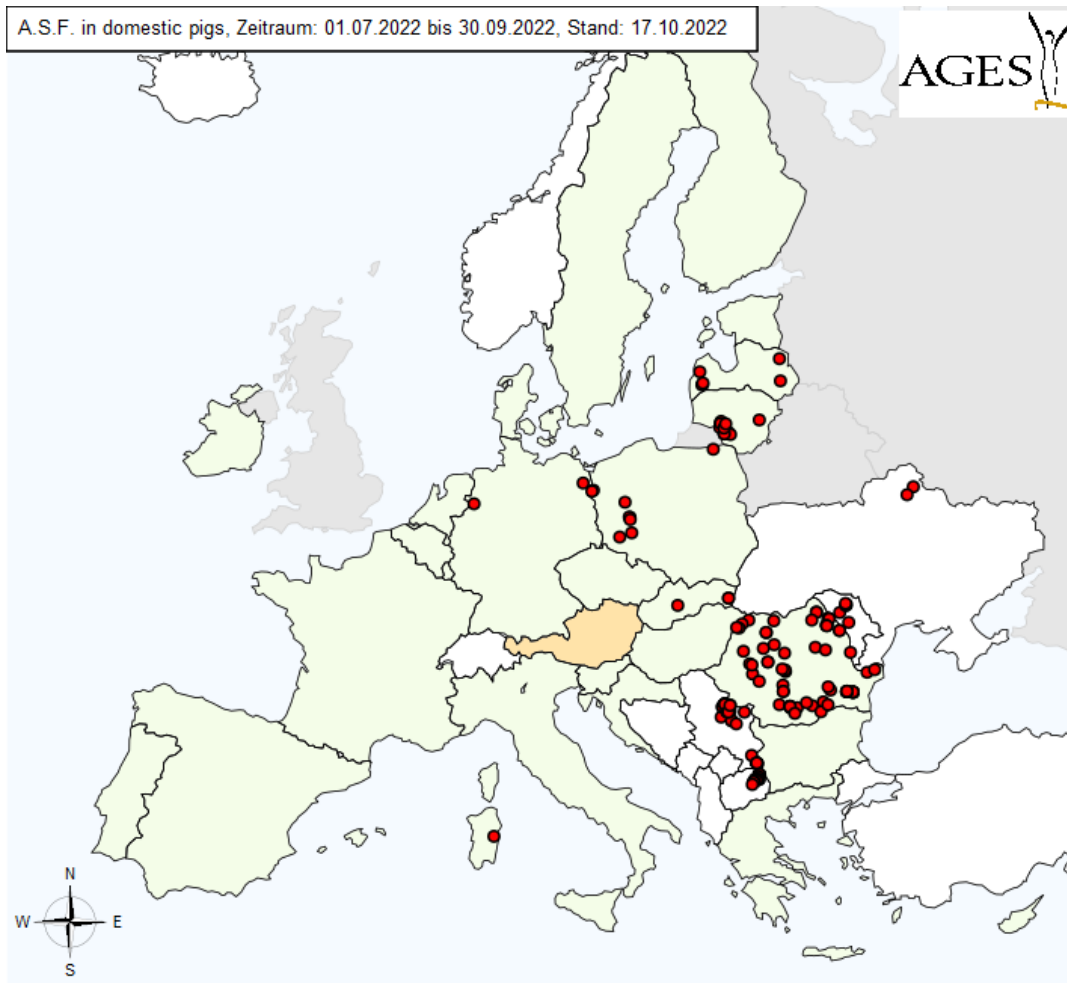 A.S.F. in domestic pigs, Zeitraum: 01.07.2022 bis 30.09.2022, Stand: 17.10.2022
AGES
N
W E
S